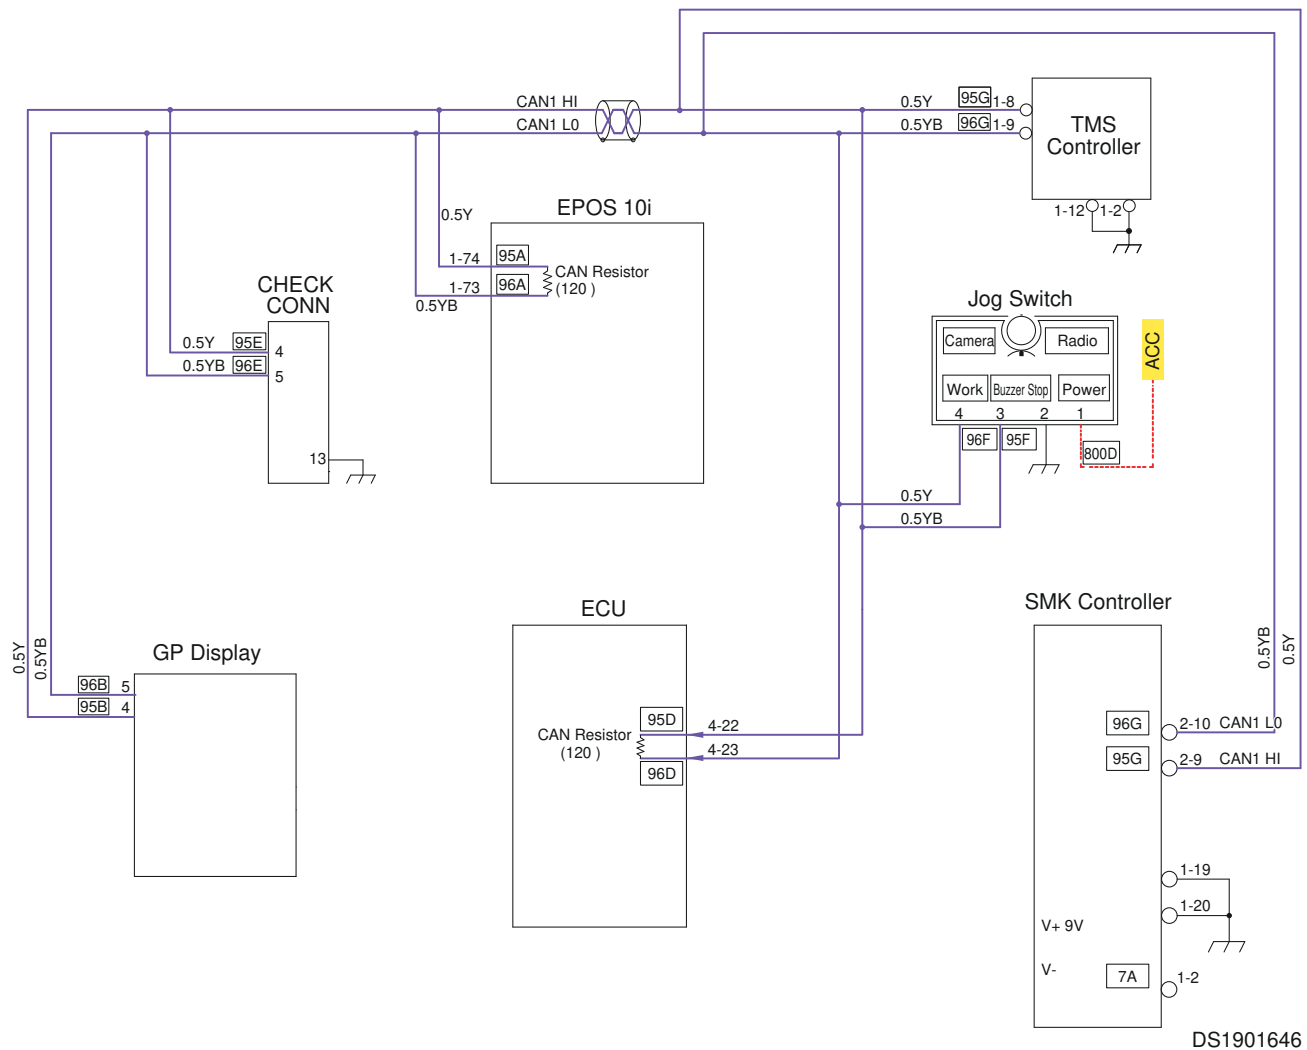 CAN1 HI
CAN1 L0
0.5Y
95G
1-8
0.5YB
96G
1-9
TMS
Controller
1-12
1-2
EPOS 10i
0.5Y
1-74
95A
CAN Resistor
(120 )
1-73
96A
0.5YB
CHECK
CONN
0.5Y
95E
4
0.5YB
96E
5
13
Jog Switch
Camera
Radio
Work
Buzzer Stop
Power
4
3
2
1
96F
95F
800D
ACC
0.5Y
0.5YB
0.5Y
0.5YB
GP Display
96B
5
95B
4
ECU
95D
4-22
CAN Resistor
(120 )
4-23
96D
SMK Controller
0.5YB
0.5Y
96G
2-10
CAN1 L0
95G
2-9
CAN1 HI
1-19
1-20
V+ 9V
V-
7A
1-2
DS1901646